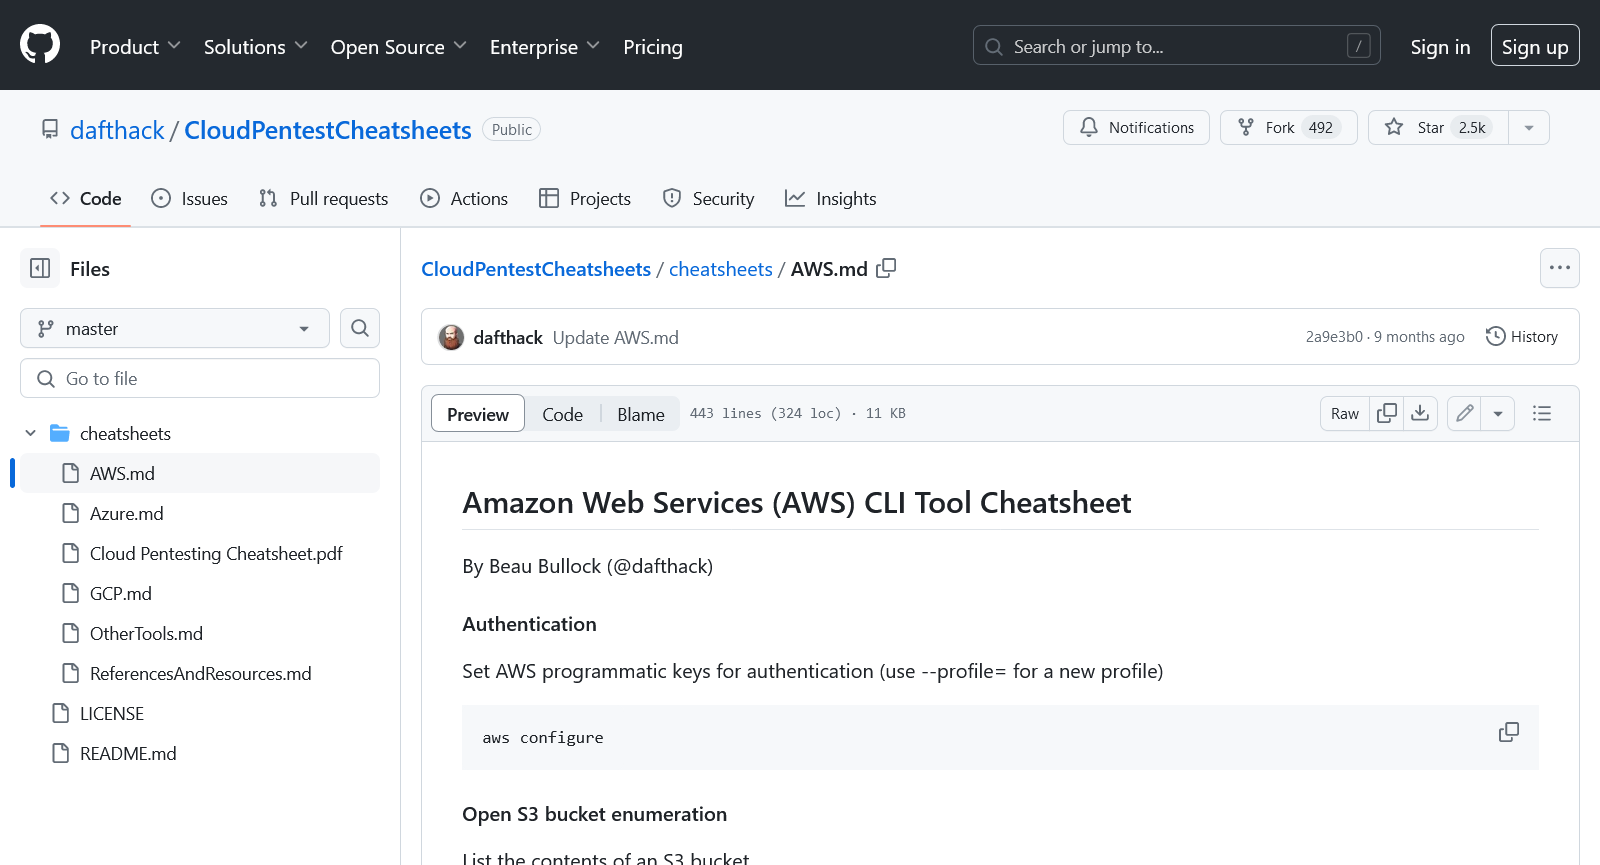 Product Solutions Open Source Enterprise Pricing Search or jump to... / Sign in Sign up
dafthack / CloudPentestCheatsheets Public Notifications Fork 492 Star 2.5k
Code Issues Pull requests Actions Projects Security Insights
Files
master
Go to file
cheatsheets
AWS.md
Azure.md
Cloud Pentesting Cheatsheet.pdf
GCP.md
OtherTools.md
ReferencesAndResources.md
LICENSE
README.md
CloudPentestCheatsheets / cheatsheets / AWS.md
dafthack Update AWS.md 2a9e3b0 · 9 months ago History
Preview Code Blame 443 lines (324 loc) · 11 KB Raw
Amazon Web Services (AWS) CLI Tool Cheatsheet
By Beau Bullock (@dafthack)
Authentication
Set AWS programmatic keys for authentication (use --profile= for a new profile)
aws configure
Open S3 bucket enumeration
List the contents of an S3 bucket